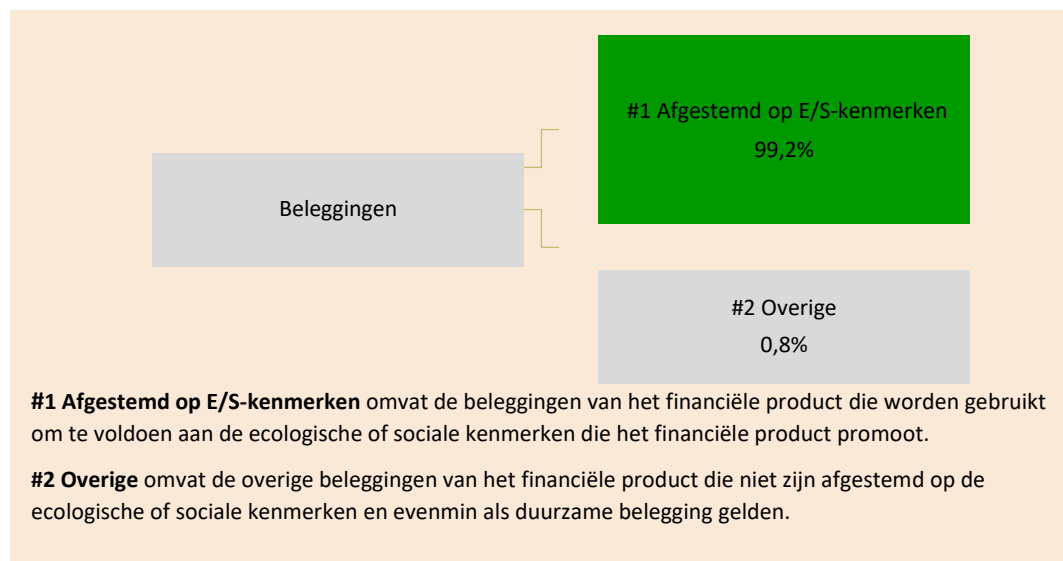 #1 Afgestemd op E/S-kenmerken
99,2%
Beleggingen
#2 Overige
0,8%
#1 Afgestemd op E/S-kenmerken omvat de beleggingen van het financiële product die worden gebruikt
om te voldoen aan de ecologische of sociale kenmerken die het financiële product promoot.
#2 Overige omvat de overige beleggingen van het financiële product die niet zijn afgestemd op de
ecologische of sociale kenmerken en evenmin als duurzame belegging gelden.